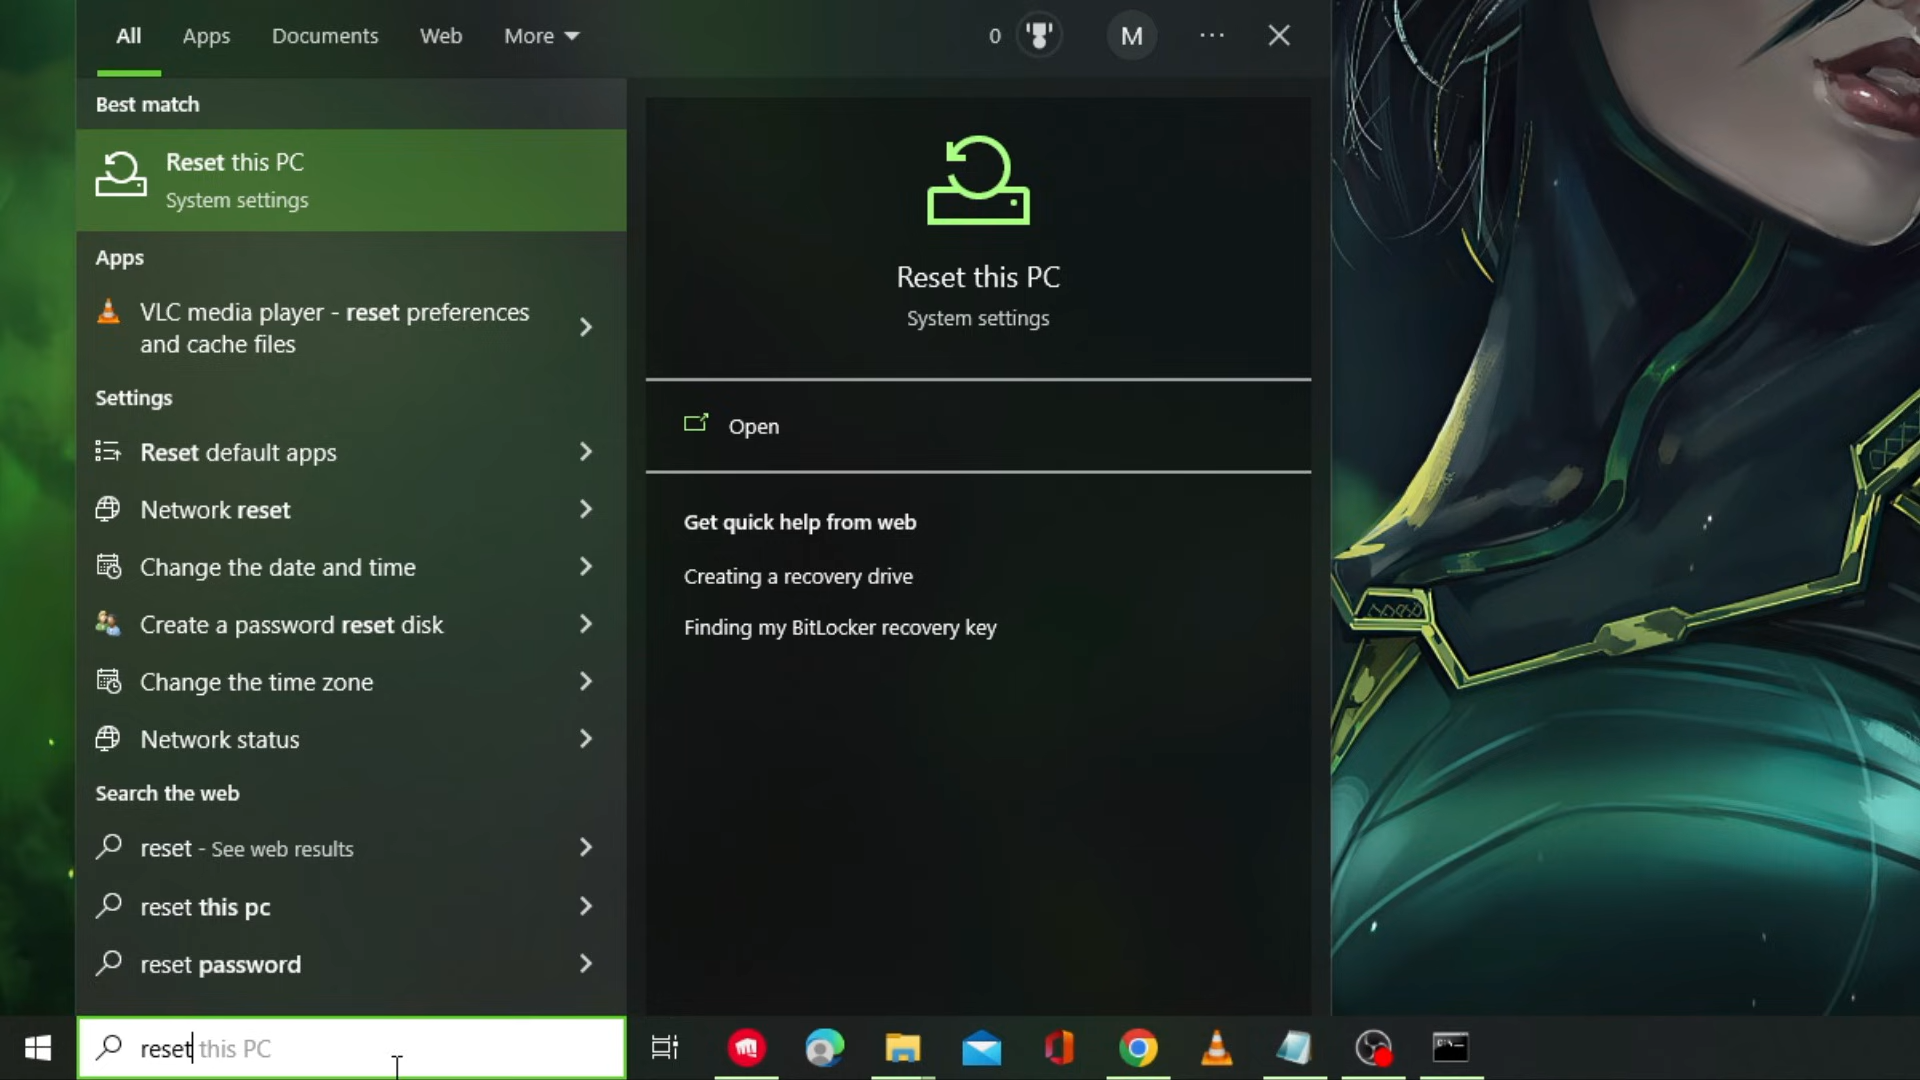 All Apps Documents Web More 0 M
Best match
Reset this PC
System settings
Apps
VLC media player - reset preferences
and cache files
Settings
Reset default apps
Network reset
Change the date and time
Create a password reset disk
Change the time zone
Network status
Search the web
reset - See web results
reset this pc
reset password
Reset this PC
System settings
Open
Get quick help from web
Creating a recovery drive
Finding my BitLocker recovery key
reset this PC